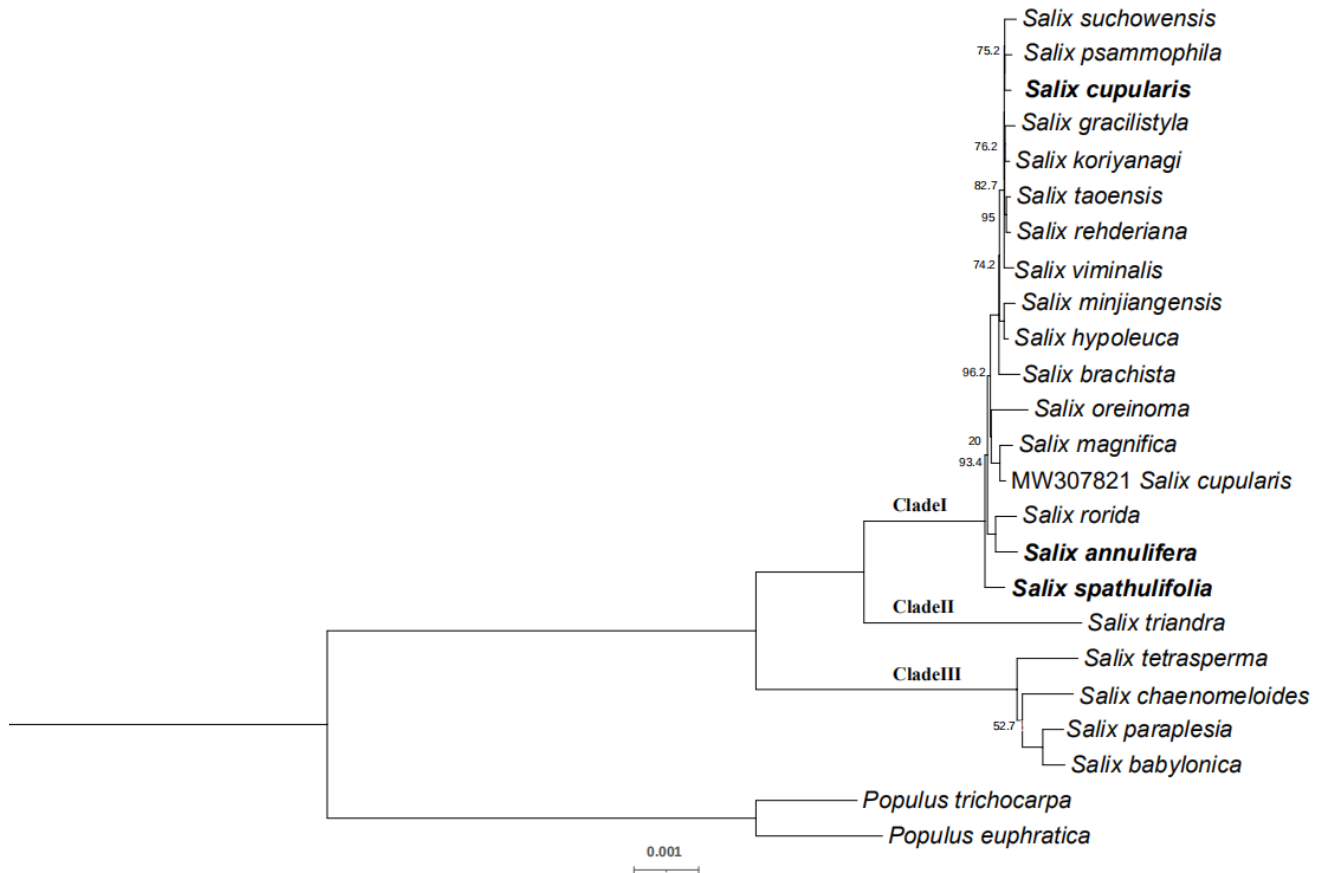 Salix suchowensis
75.2
Salix psammophila
Salix cupularis
Salix gracilistyla
76.2
Salix koriyanagi
82.7
Salix taoensis
95
Salix rehderiana
74.2
Salix viminalis
Salix minjiangensis
Salix hypoleuca
96.2
Salix brachista
Salix oreinoma
20
Salix magnifica
93.4
MW307821 Salix cupularis
CladeI
Salix rorida
Salix annulifera
Salix spathulifolia
CladeII
Salix triandra
Salix tetrasperma
CladeIII
Salix chaenomeloides
52.7
Salix paraplesia
Salix babylonica
Populus trichocarpa
Populus euphratica
0.001